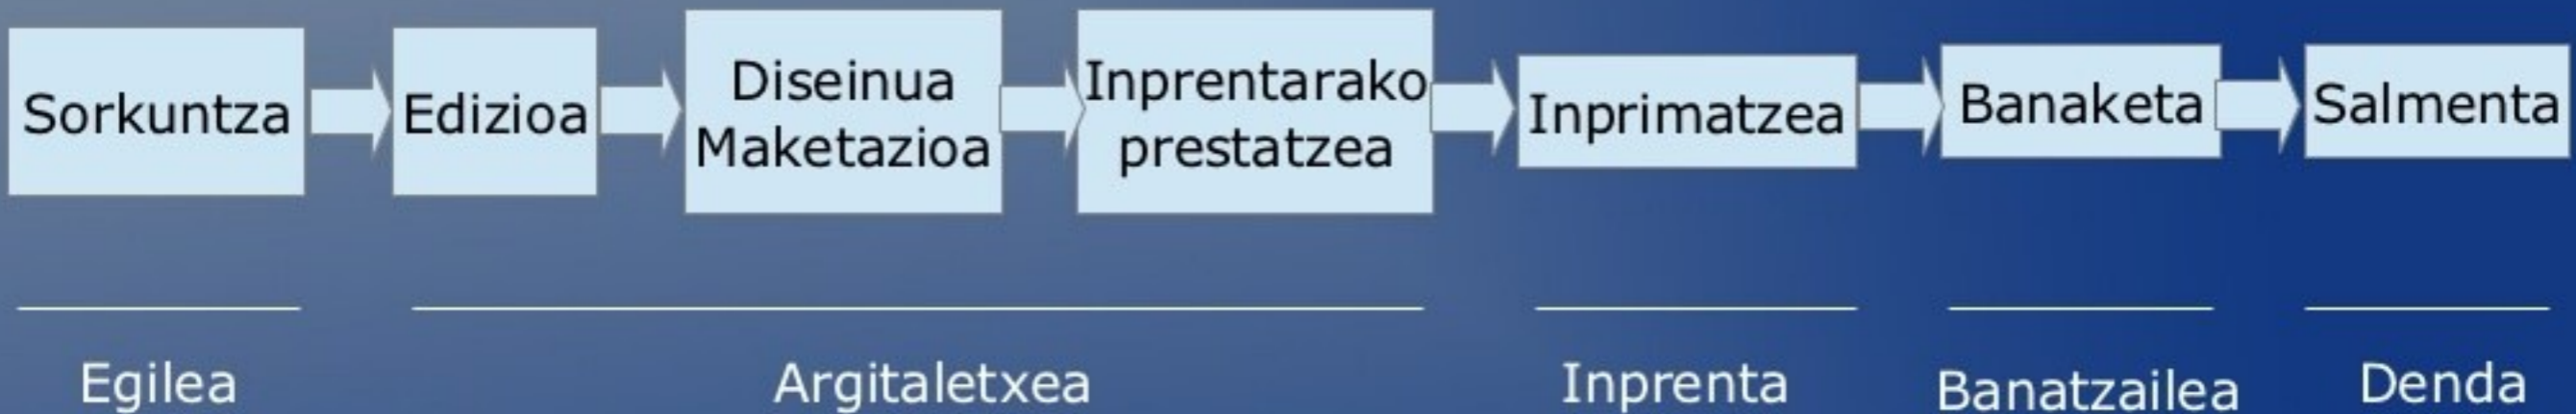 Sorkuntza
Edizioa
Diseinua
Maketazioa
Inprentarako
prestatzea
Inprimatzea
Banaketa
Salmenta
Egilea
Argitaletxea
Inprenta
Banatzailea
Denda